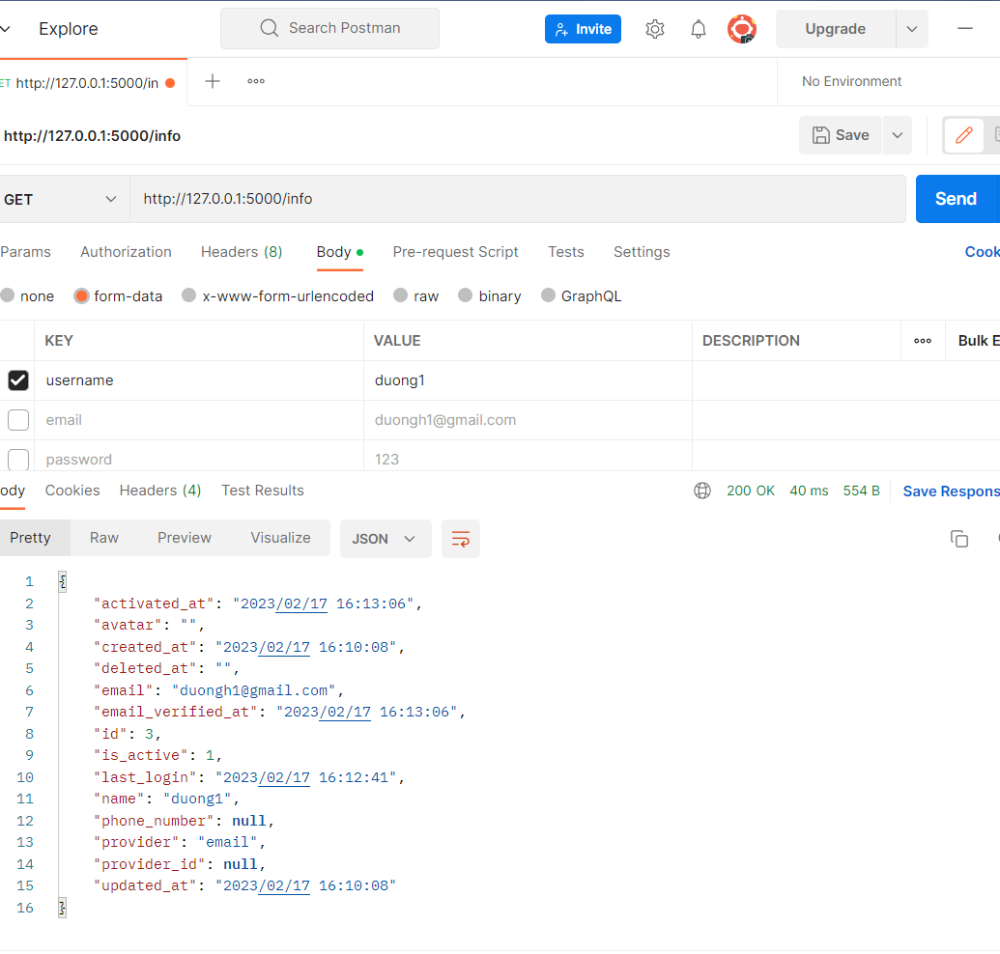 Explore Search Postman Invite Upgrade
ET http://127.0.0.1:5000/in No Environment
http://127.0.0.1:5000/info Save
GET http://127.0.0.1:5000/info Send
Params Authorization Headers (8) Body Pre-request Script Tests Settings Cook
none form-data x-www-form-urlencoded raw binary GraphQL
KEY VALUE DESCRIPTION Bulk E
username duong1
email duongh1@gmail.com
password 123
ody Cookies Headers (4) Test Results 200 OK 40 ms 554 B Save Respons
Pretty Raw Preview Visualize JSON
1 {
2 "activated_at": "2023/02/17 16:13:06",
3 "avatar": "",
4 "created_at": "2023/02/17 16:10:08",
5 "deleted_at": "",
6 "email": "duongh1@gmail.com",
7 "email_verified_at": "2023/02/17 16:13:06",
8 "id": 3,
9 "is_active": 1,
10 "last_login": "2023/02/17 16:12:41",
11 "name": "duong1",
12 "phone_number": null,
13 "provider": "email",
14 "provider_id": null,
15 "updated_at": "2023/02/17 16:10:08"
16 }